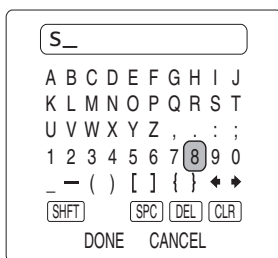 S_
A B C D E F G H I J
K L M N O P Q R S T
U V W X Y Z , . : ;
1 2 3 4 5 6 7 8 9 0
_ — ( ) [ ] { } ← →
SHFT SPC DEL CLR
DONE CANCEL